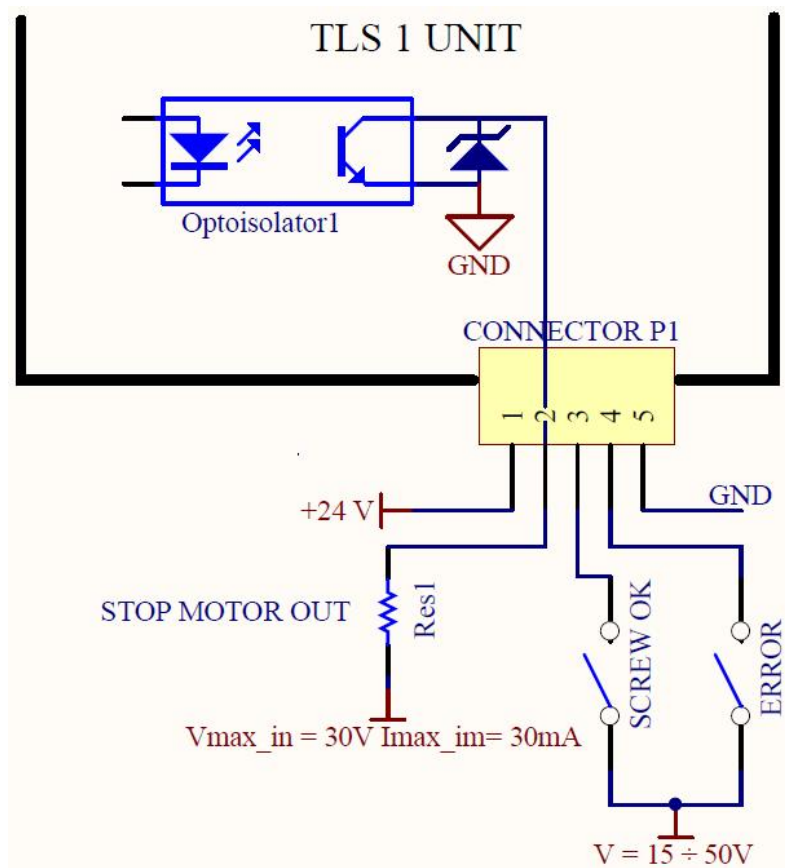 TLS 1 UNIT
Optoisolator1
GND
CONNECTOR P1
1
2
3
4
5
+24 V
GND
STOP MOTOR OUT
Res1
SCREW OK
ERROR
Vmax_in = 30V Imax_im= 30mA
V = 15 ÷ 50V